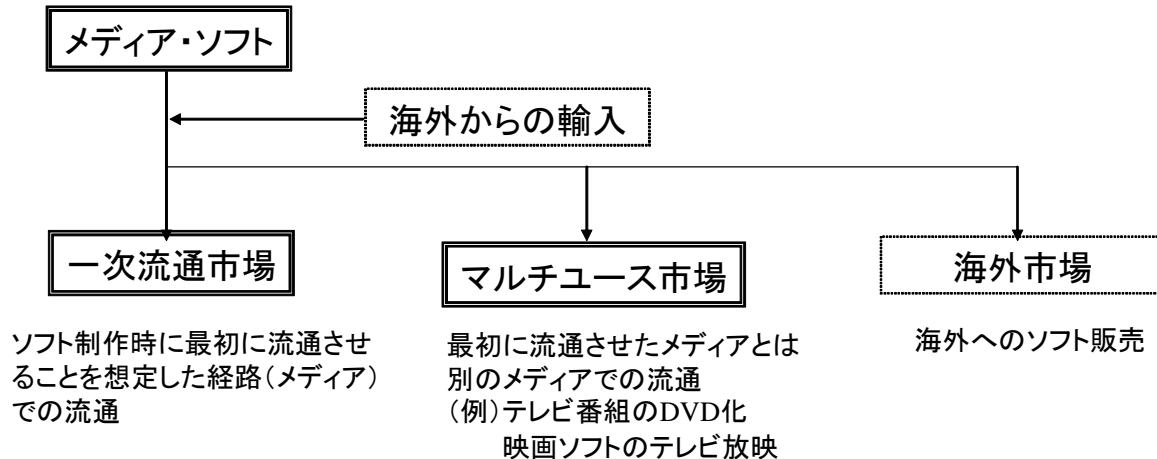 メディア・ソフト
海外からの輸入
一次流通市場
マルチユース市場
海外市場
ソフト制作時に最初に流通させ
ることを想定した経路(メディア)
での流通
最初に流通させたメディアとは
別のメディアでの流通
(例)テレビ番組のDVD化
映画ソフトのテレビ放映
海外へのソフト販売